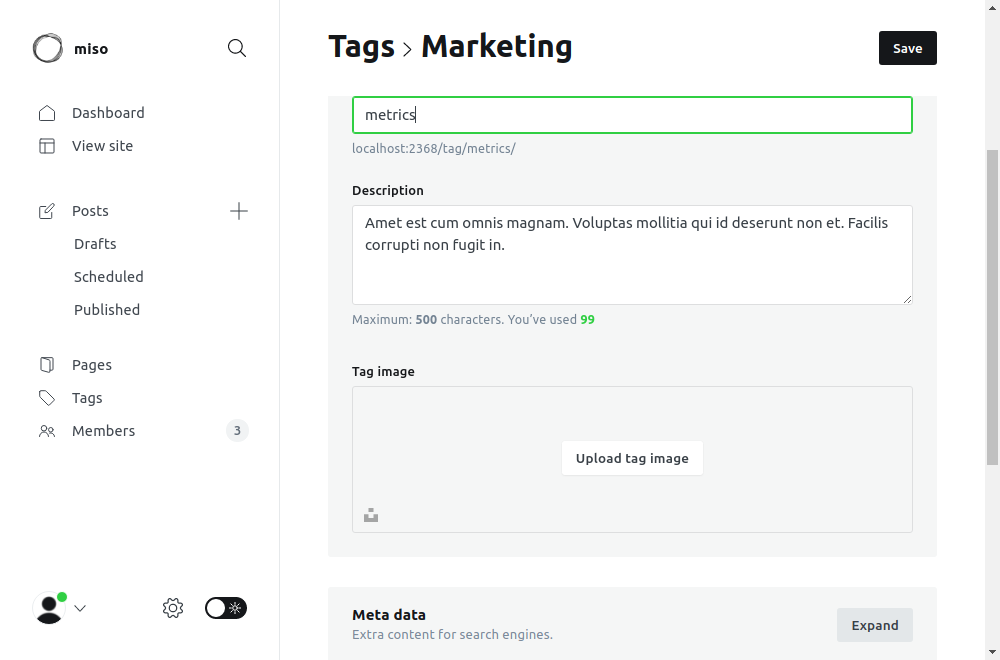 miso
Dashboard
View site
Posts
Drafts
Scheduled
Published
Pages
Tags
Members
3
Tags > Marketing
Save
metrics
localhost:2368/tag/metrics/
Description
Amet est cum omnis magnam. Voluptas mollitia qui id deserunt non et. Facilis
corrupti non fugit in.
Maximum: 500 characters. You've used 99
Tag image
Upload tag image
Meta data
Extra content for search engines.
Expand